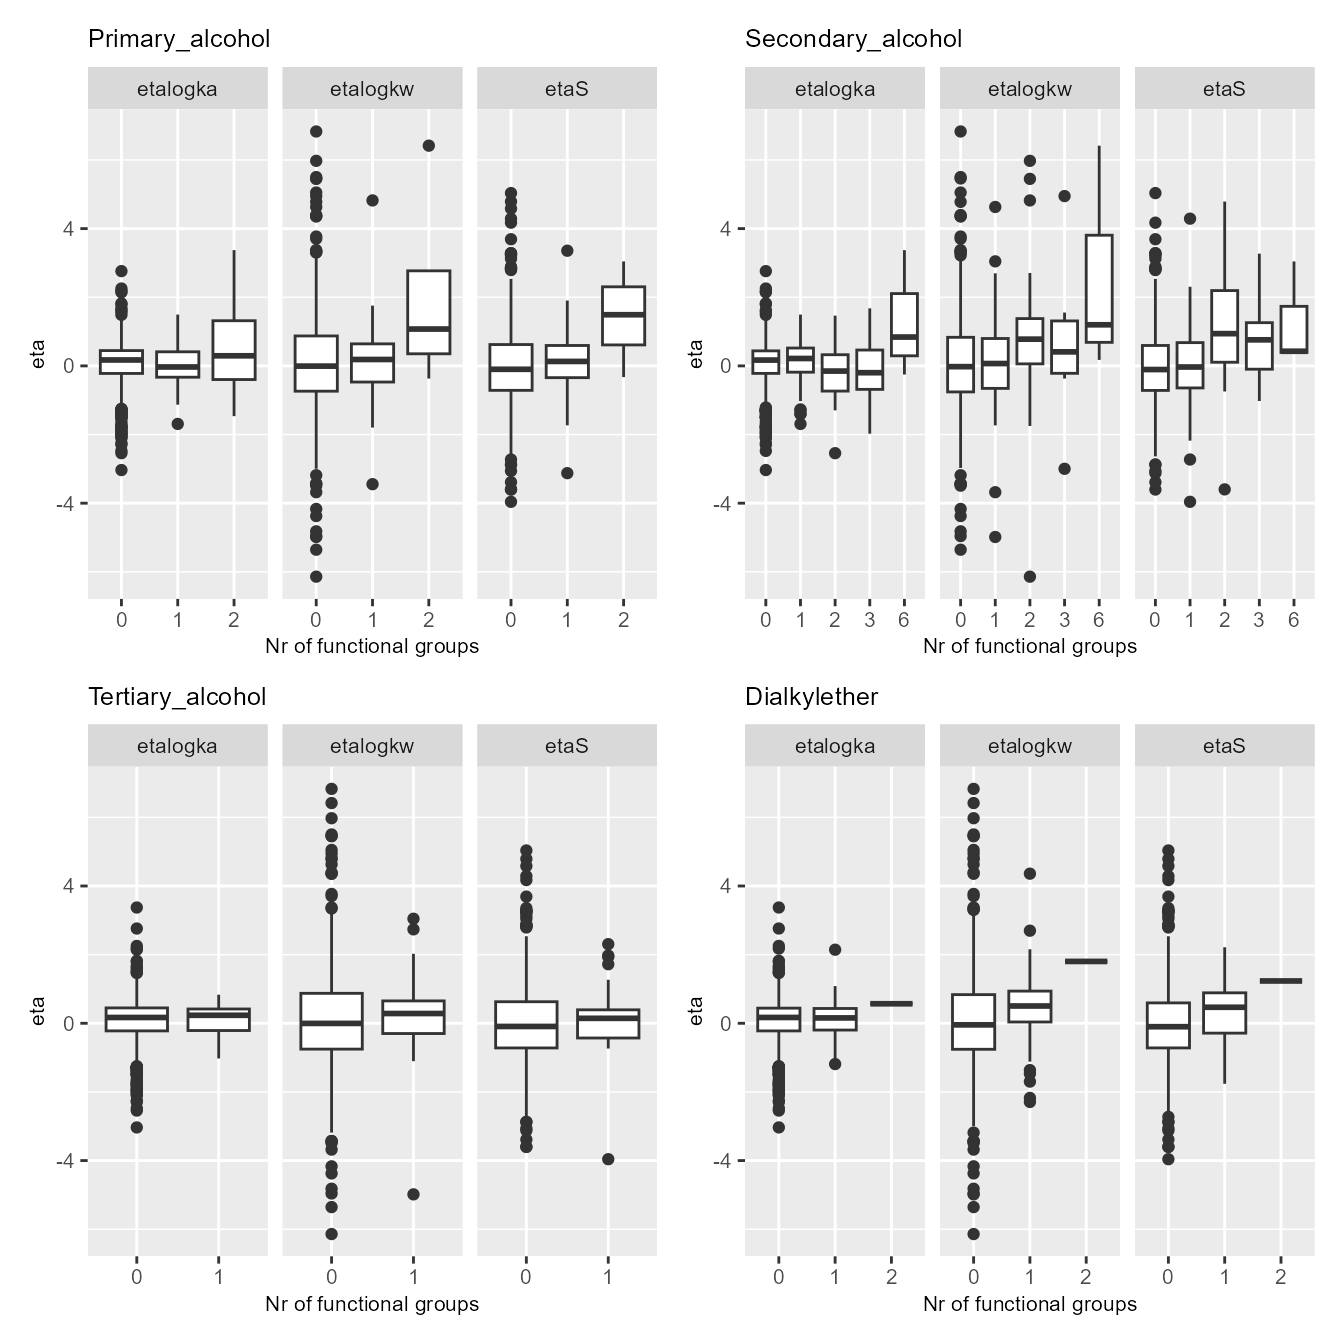 Primary_alcohol
etalogka etalogkw etaS
eta
4
0
-4
0 1 2 0 1 2 0 1 2
Nr of functional groups
Secondary_alcohol
etalogka etalogkw etaS
eta
4
0
-4
0 1 2 3 6 0 1 2 3 6 0 1 2 3 6
Nr of functional groups
Tertiary_alcohol
etalogka etalogkw etaS
eta
4
0
-4
0 1 0 1 0 1
Nr of functional groups
Dialkylether
etalogka etalogkw etaS
eta
4
0
-4
0 1 2 0 1 2 0 1 2
Nr of functional groups